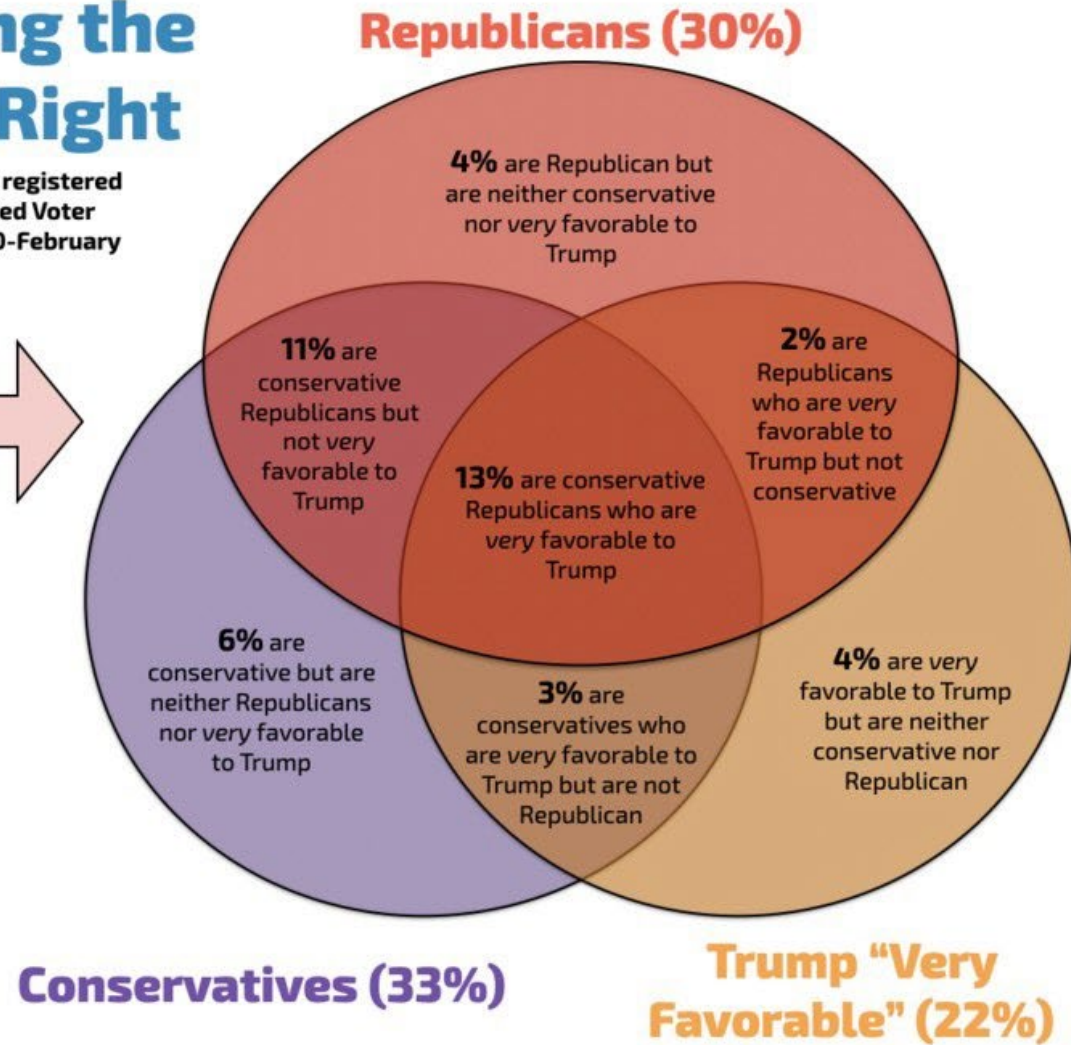 ng the
Right
registered
ed Voter
0-February
Republicans (30%)
4% are Republican but
are neither conservative
nor very favorable to
Trump
11% are
conservative
Republicans but
not very
favorable to
Trump
2% are
Republicans
who are very
favorable to
Trump but not
conservative
13% are conservative
Republicans who are
very favorable to
Trump
6% are
conservative but are
neither Republicans
nor very favorable
to Trump
3% are
conservatives who
are very favorable to
Trump but are not
Republican
4% are very
favorable to Trump
but are neither
conservative nor
Republican
Conservatives (33%)
Trump “Very
Favorable” (22%)